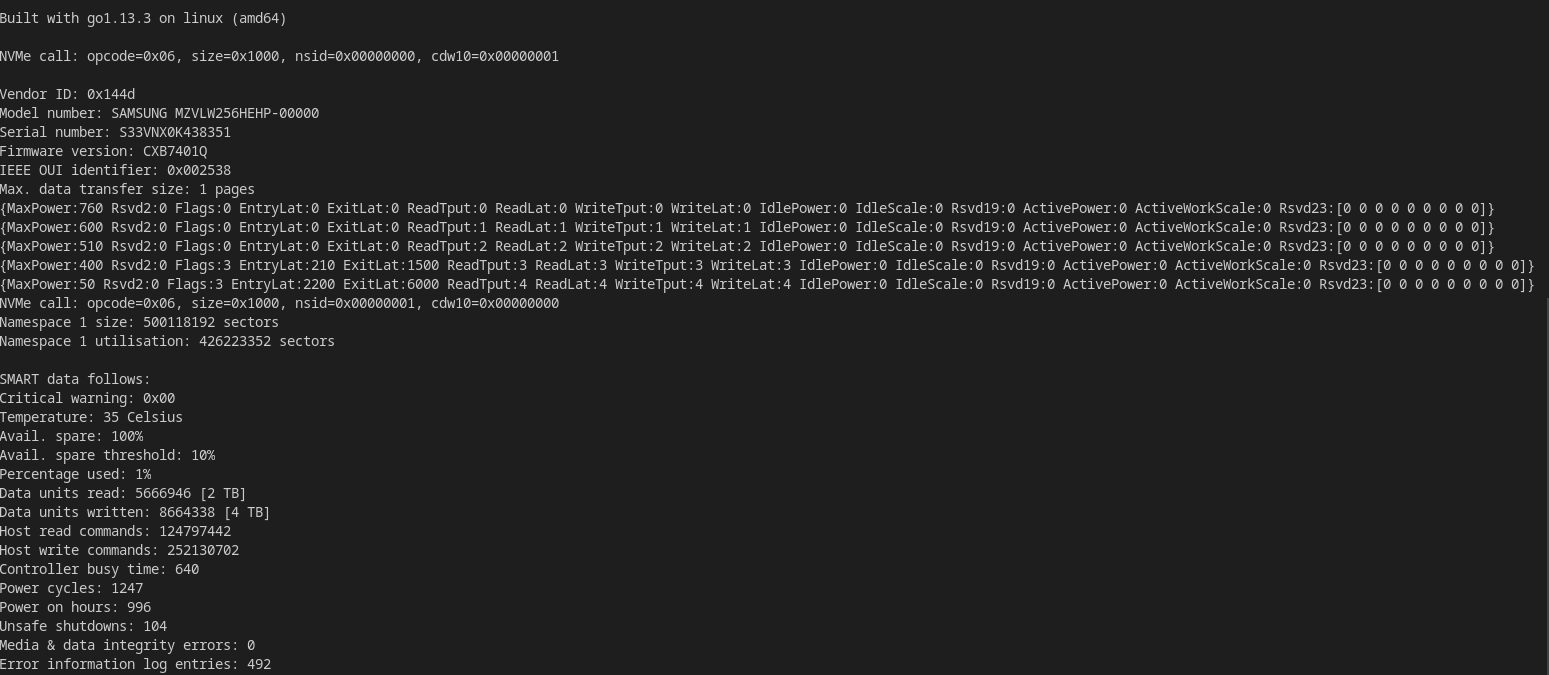 Built with go1.13.3 on linux (amd64)
NVMe call: opcode=0x06, size=0x1000, nsid=0x00000000, cdw10=0x00000001
Vendor ID: 0x144d
Model number: SAMSUNG MZVLW256HEHP-00000
Serial number: S33VNX0K438351
Firmware version: CXB7401Q
IEEE OUI identifier: 0x002538
Max. data transfer size: 1 pages
{MaxPower:760 Rsvd2:0 Flags:0 EntryLat:0 ExitLat:0 ReadTput:0 ReadLat:0 WriteTput:0 WriteLat:0 IdlePower:0 IdleScale:0 Rsvd19:0 ActivePower:0 ActiveWorkScale:0 Rsvd23:[0 0 0 0 0 0 0 0 0]}
{MaxPower:600 Rsvd2:0 Flags:0 EntryLat:0 ExitLat:0 ReadTput:1 ReadLat:1 WriteTput:1 WriteLat:1 IdlePower:0 IdleScale:0 Rsvd19:0 ActivePower:0 ActiveWorkScale:0 Rsvd23:[0 0 0 0 0 0 0 0 0]}
{MaxPower:510 Rsvd2:0 Flags:0 EntryLat:0 ExitLat:0 ReadTput:2 ReadLat:2 WriteTput:2 WriteLat:2 IdlePower:0 IdleScale:0 Rsvd19:0 ActivePower:0 ActiveWorkScale:0 Rsvd23:[0 0 0 0 0 0 0 0 0]}
{MaxPower:400 Rsvd2:0 Flags:3 EntryLat:210 ExitLat:1500 ReadTput:3 ReadLat:3 WriteTput:3 WriteLat:3 IdlePower:0 IdleScale:0 Rsvd19:0 ActivePower:0 ActiveWorkScale:0 Rsvd23:[0 0 0 0 0 0 0 0 0]}
{MaxPower:50 Rsvd2:0 Flags:3 EntryLat:2200 ExitLat:6000 ReadTput:4 ReadLat:4 WriteTput:4 WriteLat:4 IdlePower:0 IdleScale:0 Rsvd19:0 ActivePower:0 ActiveWorkScale:0 Rsvd23:[0 0 0 0 0 0 0 0 0]}
NVMe call: opcode=0x06, size=0x1000, nsid=0x00000001, cdw10=0x00000000
Namespace 1 size: 500118192 sectors
Namespace 1 utilisation: 426223352 sectors
SMART data follows:
Critical warning: 0x00
Temperature: 35 Celsius
Avail. spare: 100%
Avail. spare threshold: 10%
Percentage used: 1%
Data units read: 5666946 [2 TB]
Data units written: 8664338 [4 TB]
Host read commands: 124797442
Host write commands: 252130702
Controller busy time: 640
Power cycles: 1247
Power on hours: 996
Unsafe shutdowns: 104
Media & data integrity errors: 0
Error information log entries: 492